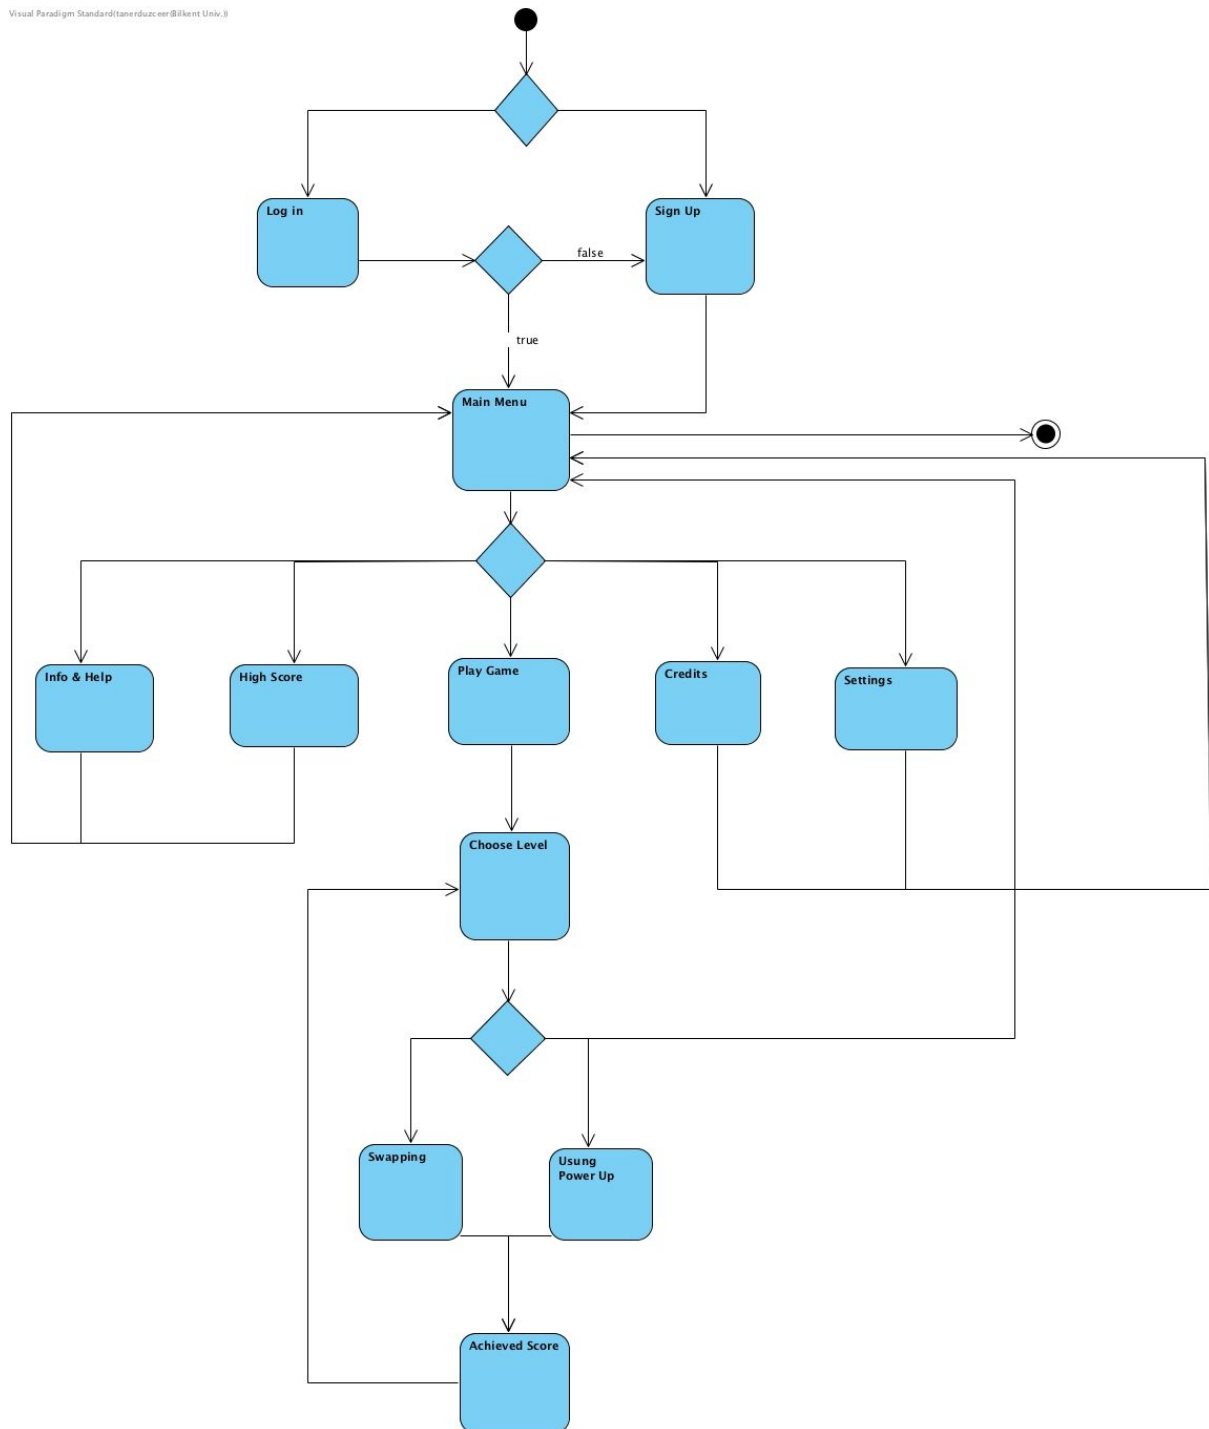 Visual Paradigm Standard(tanerduzceer(Bilkent Univ.))
Log in
Sign Up
false
true
Main Menu
Info & Help
High Score
Play Game
Credits
Settings
Choose Level
Swapping
Usung
Power Up
Achieved Score